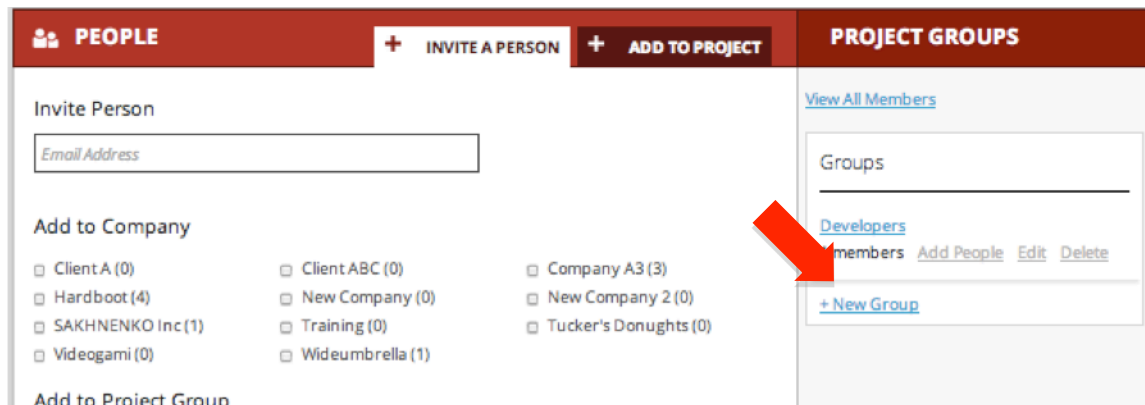 PEOPLE
+ INVITE A PERSON
+ ADD TO PROJECT
PROJECT GROUPS
Invite Person
Email Address
Add to Company
Client A (0)
Client ABC (0)
Company A3 (3)
Hardboot (4)
New Company (0)
New Company 2 (0)
SAKHNENKO Inc (1)
Training (0)
Tucker's Donughts (0)
Videogami (0)
Wideumbrella (1)
Add to Project Group
View All Members
Groups
Developers
members Add People Edit Delete
+ New Group